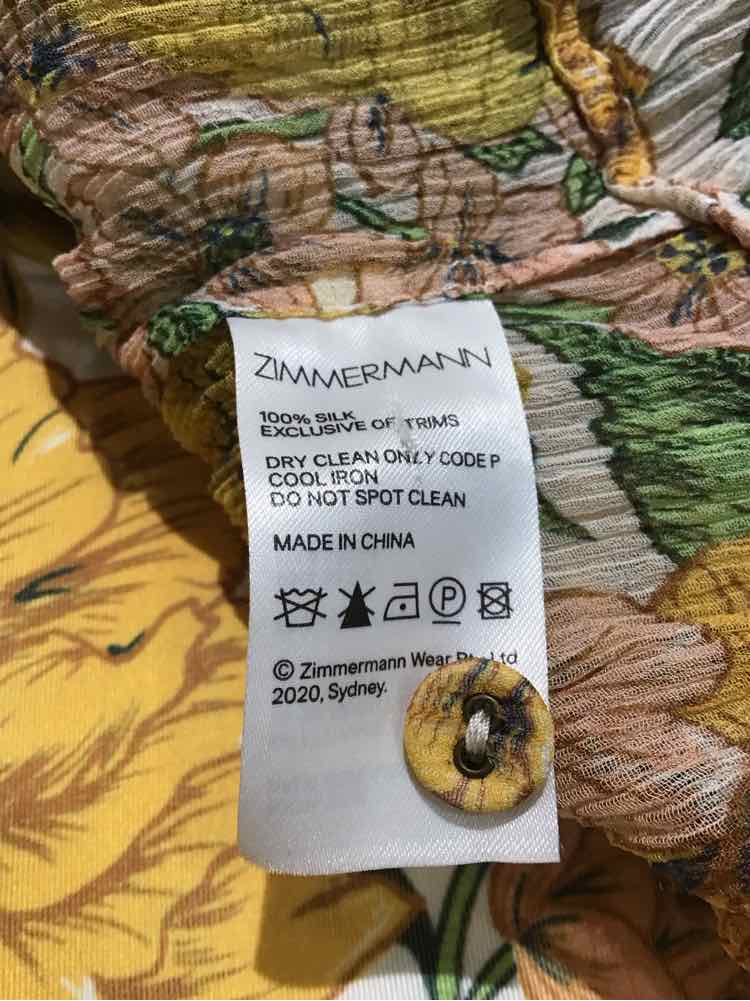 ZIMMERMANN
100% SILK
EXCLUSIVE OF TRIMS
DRY CLEAN ONLY CODE P
COOL IRON
DO NOT SPOT CLEAN
MADE IN CHINA
P
© Zimmermann Wear Pty Ltd
2020, Sydney.